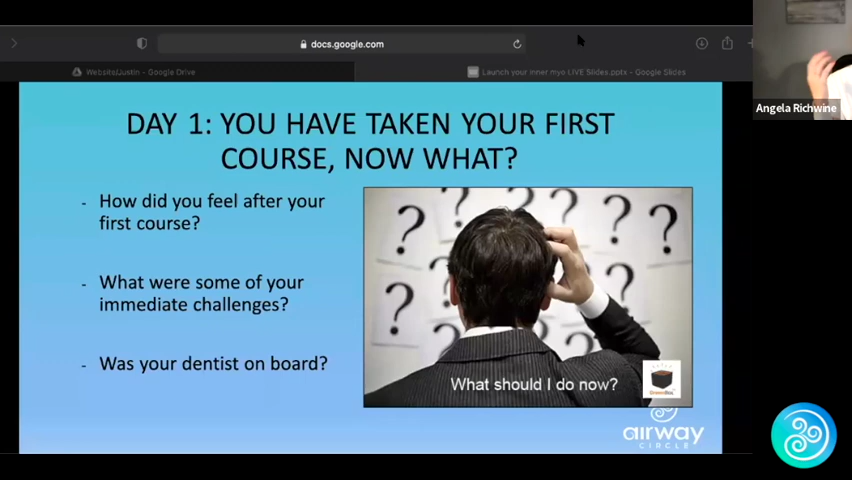 docs.google.com
Website/Justin - Google Drive
Launch your inner myo LIVE Slides.pptx - Google Slides
Angela Richwine
DAY 1: YOU HAVE TAKEN YOUR FIRST
COURSE, NOW WHAT?
- How did you feel after your
first course?
- What were some of your
immediate challenges?
- Was your dentist on board?
? ? ? ? ? ? ? ?
What should I do now?
airway
CIRCLE